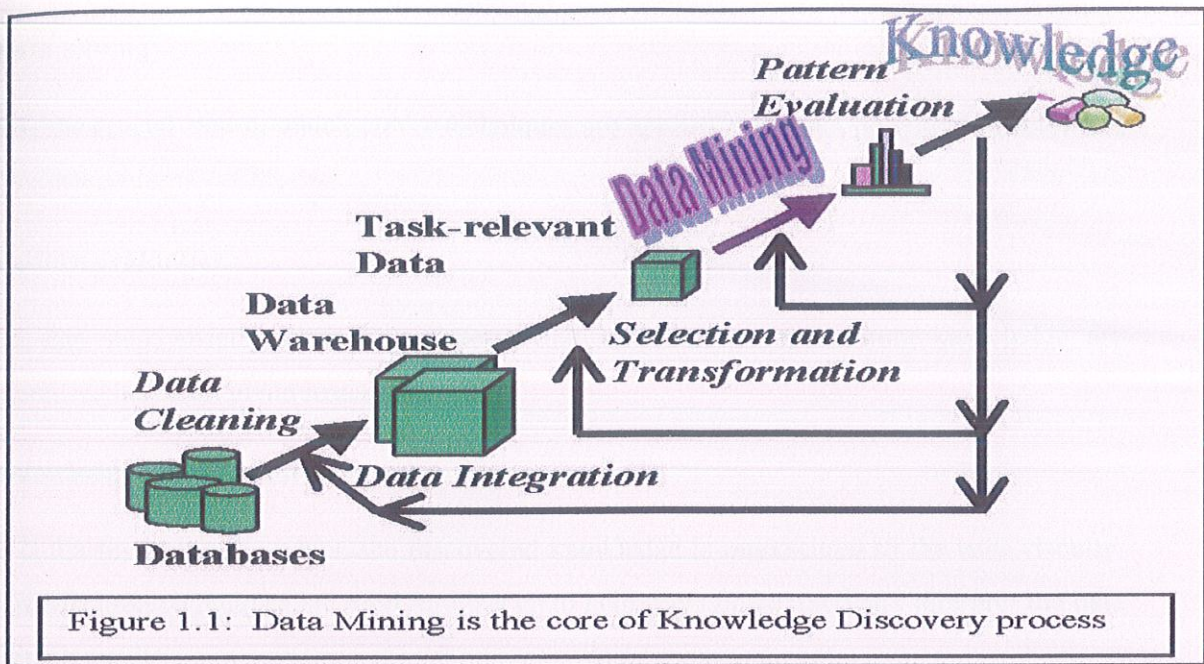 Knowledge
Pattern
Evaluation
Data Mining
Task-relevant
Data
Data
Warehouse
Selection and
Transformation
Data
Cleaning
Data Integration
Databases
Figure 1.1: Data Mining is the core of Knowledge Discovery process